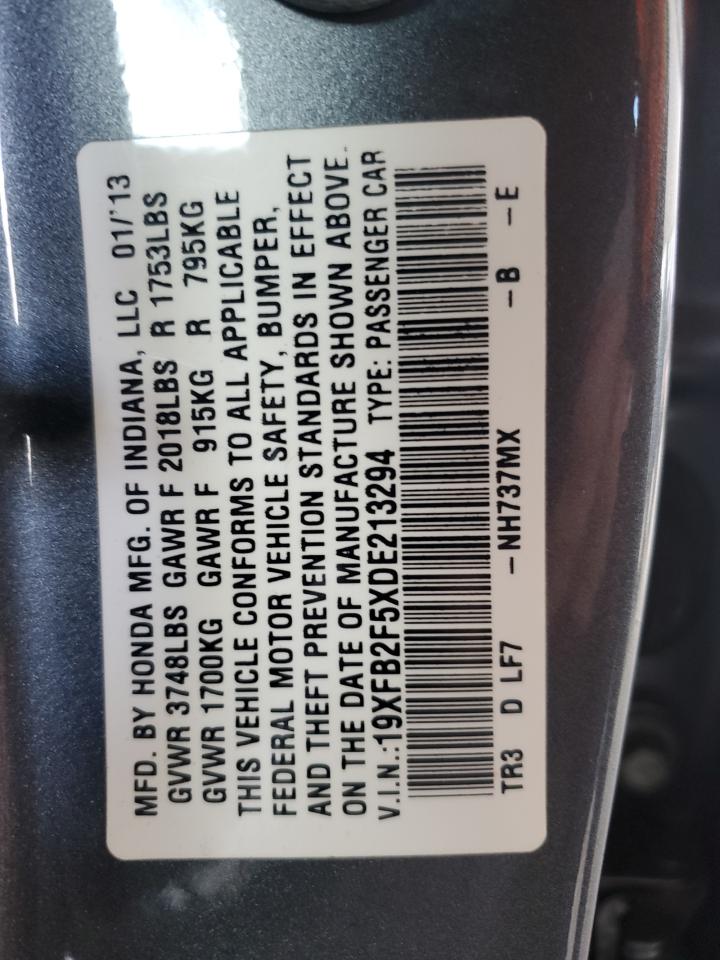 MFD. BY HONDA MFG. OF INDIANA, LLC 01/'13
GVWR 3748LBS GAWR F 2018LBS R 1753LBS
GVWR 1700KG GAWR F 915KG R 795KG
THIS VEHICLE CONFORMS TO ALL APPLICABLE
FEDERAL MOTOR VEHICLE SAFETY, BUMPER,
AND THEFT PREVENTION STANDARDS IN EFFECT
ON THE DATE OF MANUFACTURE SHOWN ABOVE.
V.I.N.:19XFB2F5XDE213294 TYPE: PASSENGER CAR
TR3 D LF7 -NH737MX -B -E